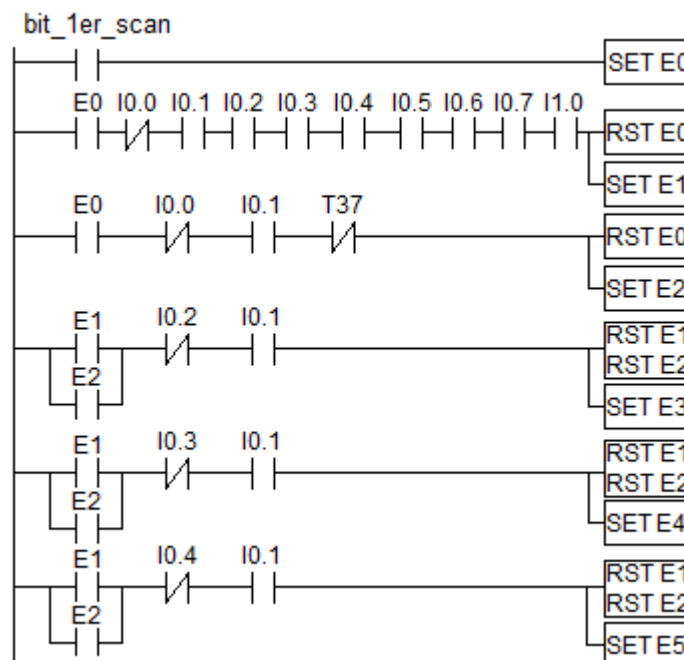 bit_1er_scan
SET E0
E0 I0.0 I0.1 I0.2 I0.3 I0.4 I0.5 I0.6 I0.7 I1.0
RST E0
SET E1
E0 I0.0 I0.1 T37
RST E0
SET E2
E1 I0.2 I0.1
RST E1
E2 RST E2
SET E3
E1 I0.3 I0.1
RST E1
E2 RST E2
SET E4
E1 I0.4 I0.1
RST E1
E2 RST E2
SET E5